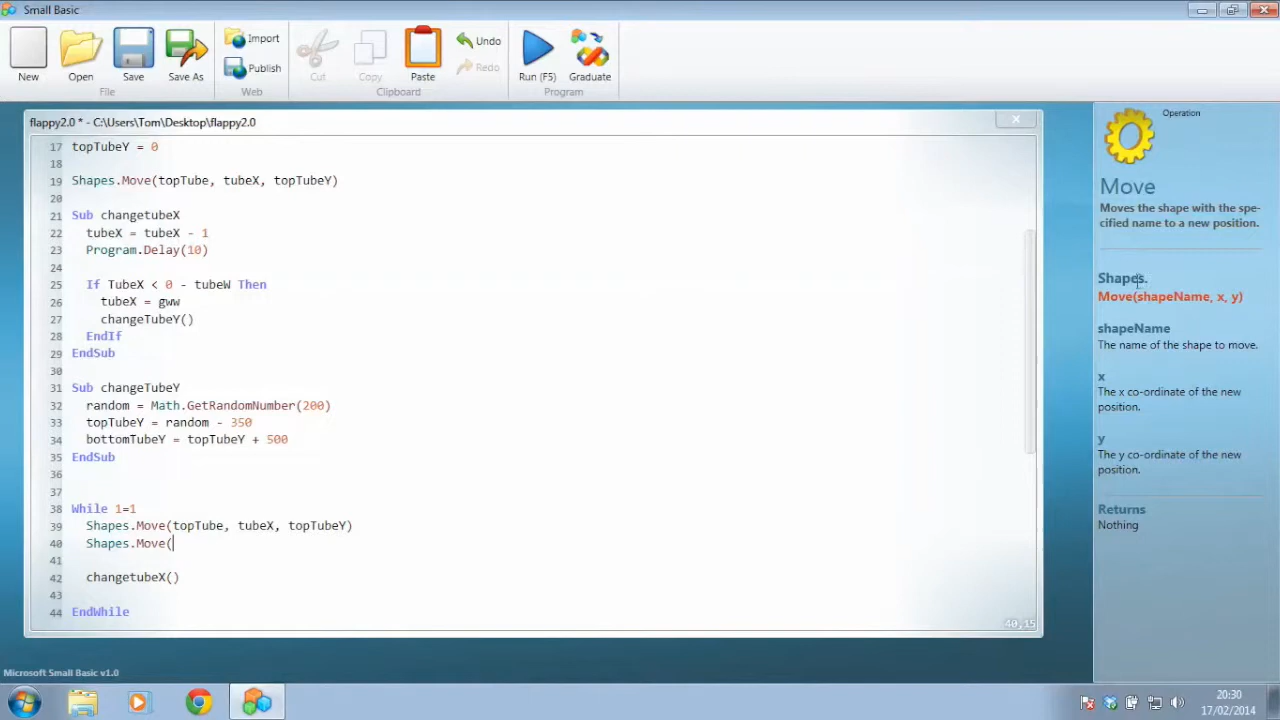 Small Basic
New
Open
Save
Save As
File
Import
Publish
Web
Cut
Copy
Paste
Undo
Redo
Clipboard
Run (F5)
Graduate
Program
flappy2.0 * - C:\Users\Tom\Desktop\flappy2.0
17 topTubeY = 0
18
19 Shapes.Move(topTube, tubeX, topTubeY)
20
21 Sub changetubeX
22 tubeX = tubeX - 1
23 Program.Delay(10)
24
25 If TubeX < 0 - tubeW Then
26 tubeX = gww
27 changeTubeY()
28 EndIf
29 EndSub
30
31 Sub changeTubeY
32 random = Math.GetRandomNumber(200)
33 topTubeY = random - 350
34 bottomTubeY = topTubeY + 500
35 EndSub
36
37
38 While 1=1
39 Shapes.Move(topTube, tubeX, topTubeY)
40 Shapes.Move(
41
42 changetubeX()
43
44 EndWhile
40,15
Operation
Move
Moves the shape with the spe-
cified name to a new position.
Shapes.
Move(shapeName, x, y)
shapeName
The name of the shape to move.
x
The x co-ordinate of the new
position.
y
The y co-ordinate of the new
position.
Returns
Nothing
Microsoft Small Basic v1.0
20:30
17/02/2014